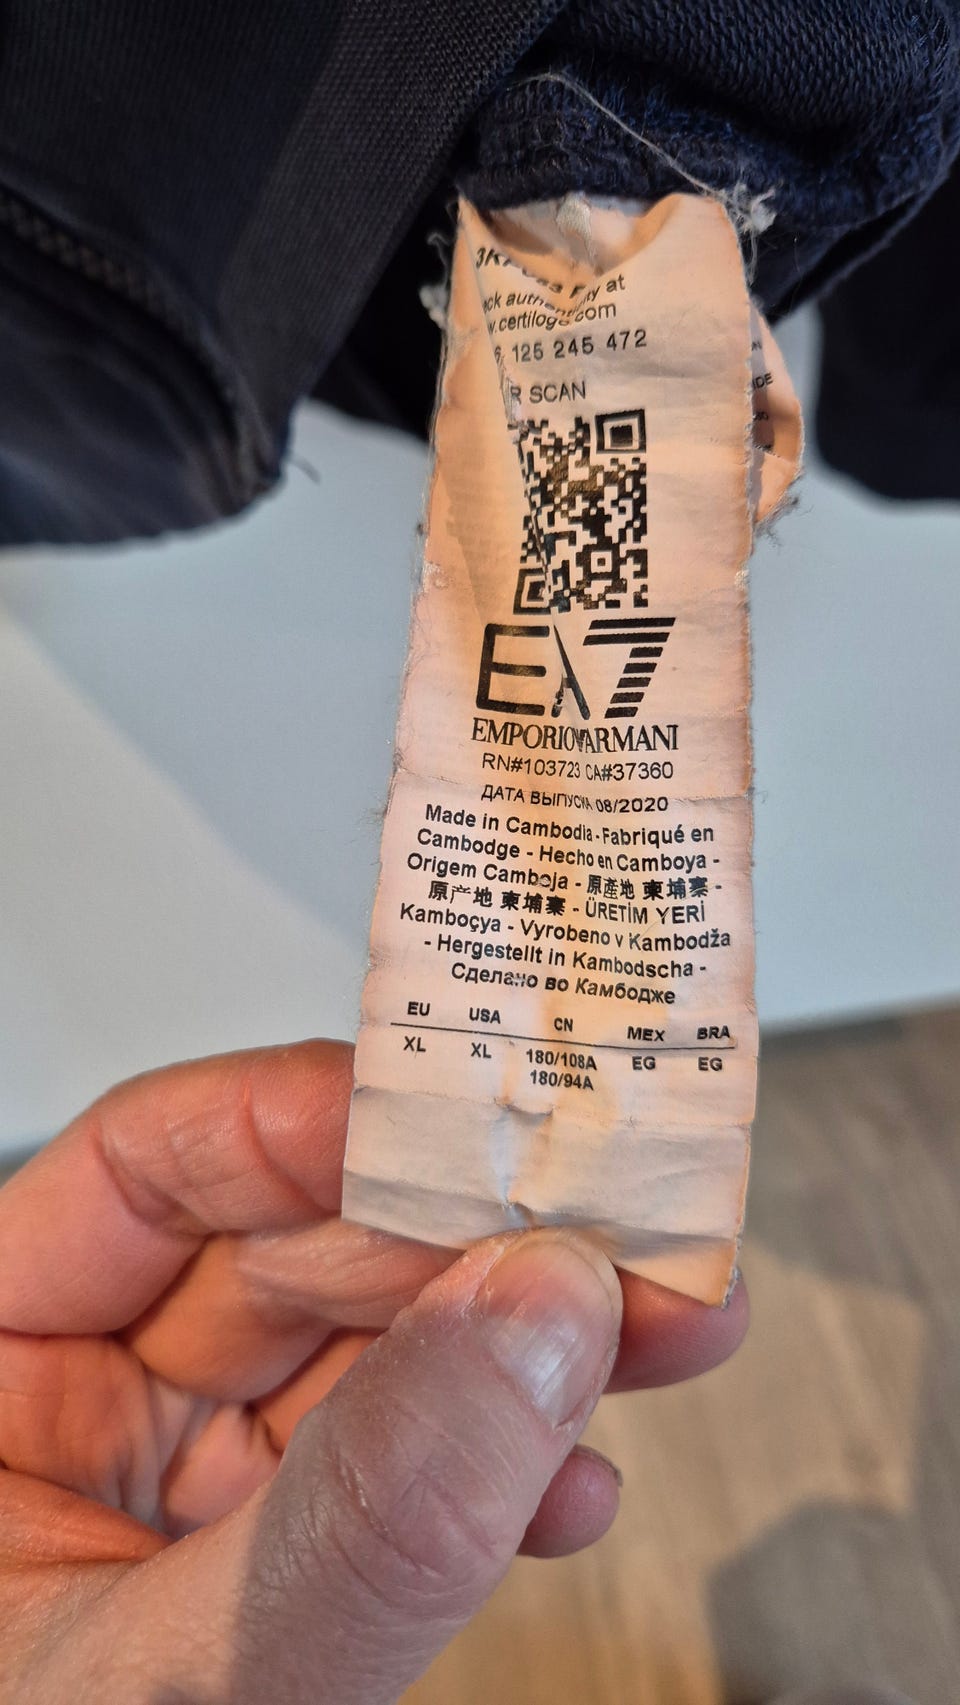 at
www.certilogo.com
125 245 472
SCAN
EA7
EMPORIO ARMANI
RN#103723 CA#37360
ДАТА ВЫПУСКА 08/2020
Made in Cambodia - Fabriqué en
Cambodge - Hecho en Camboya -
Origem Camboja - 原產地 柬埔寨 -
原产地 柬埔寨 - ÜRETİM YERİ
Kamboçya - Vyrobeno v Kambodža
- Hergestellt in Kambodscha -
Сделано во Камбодже
EU USA CN MEX BRA
XL XL 180/108A EG EG
180/94A